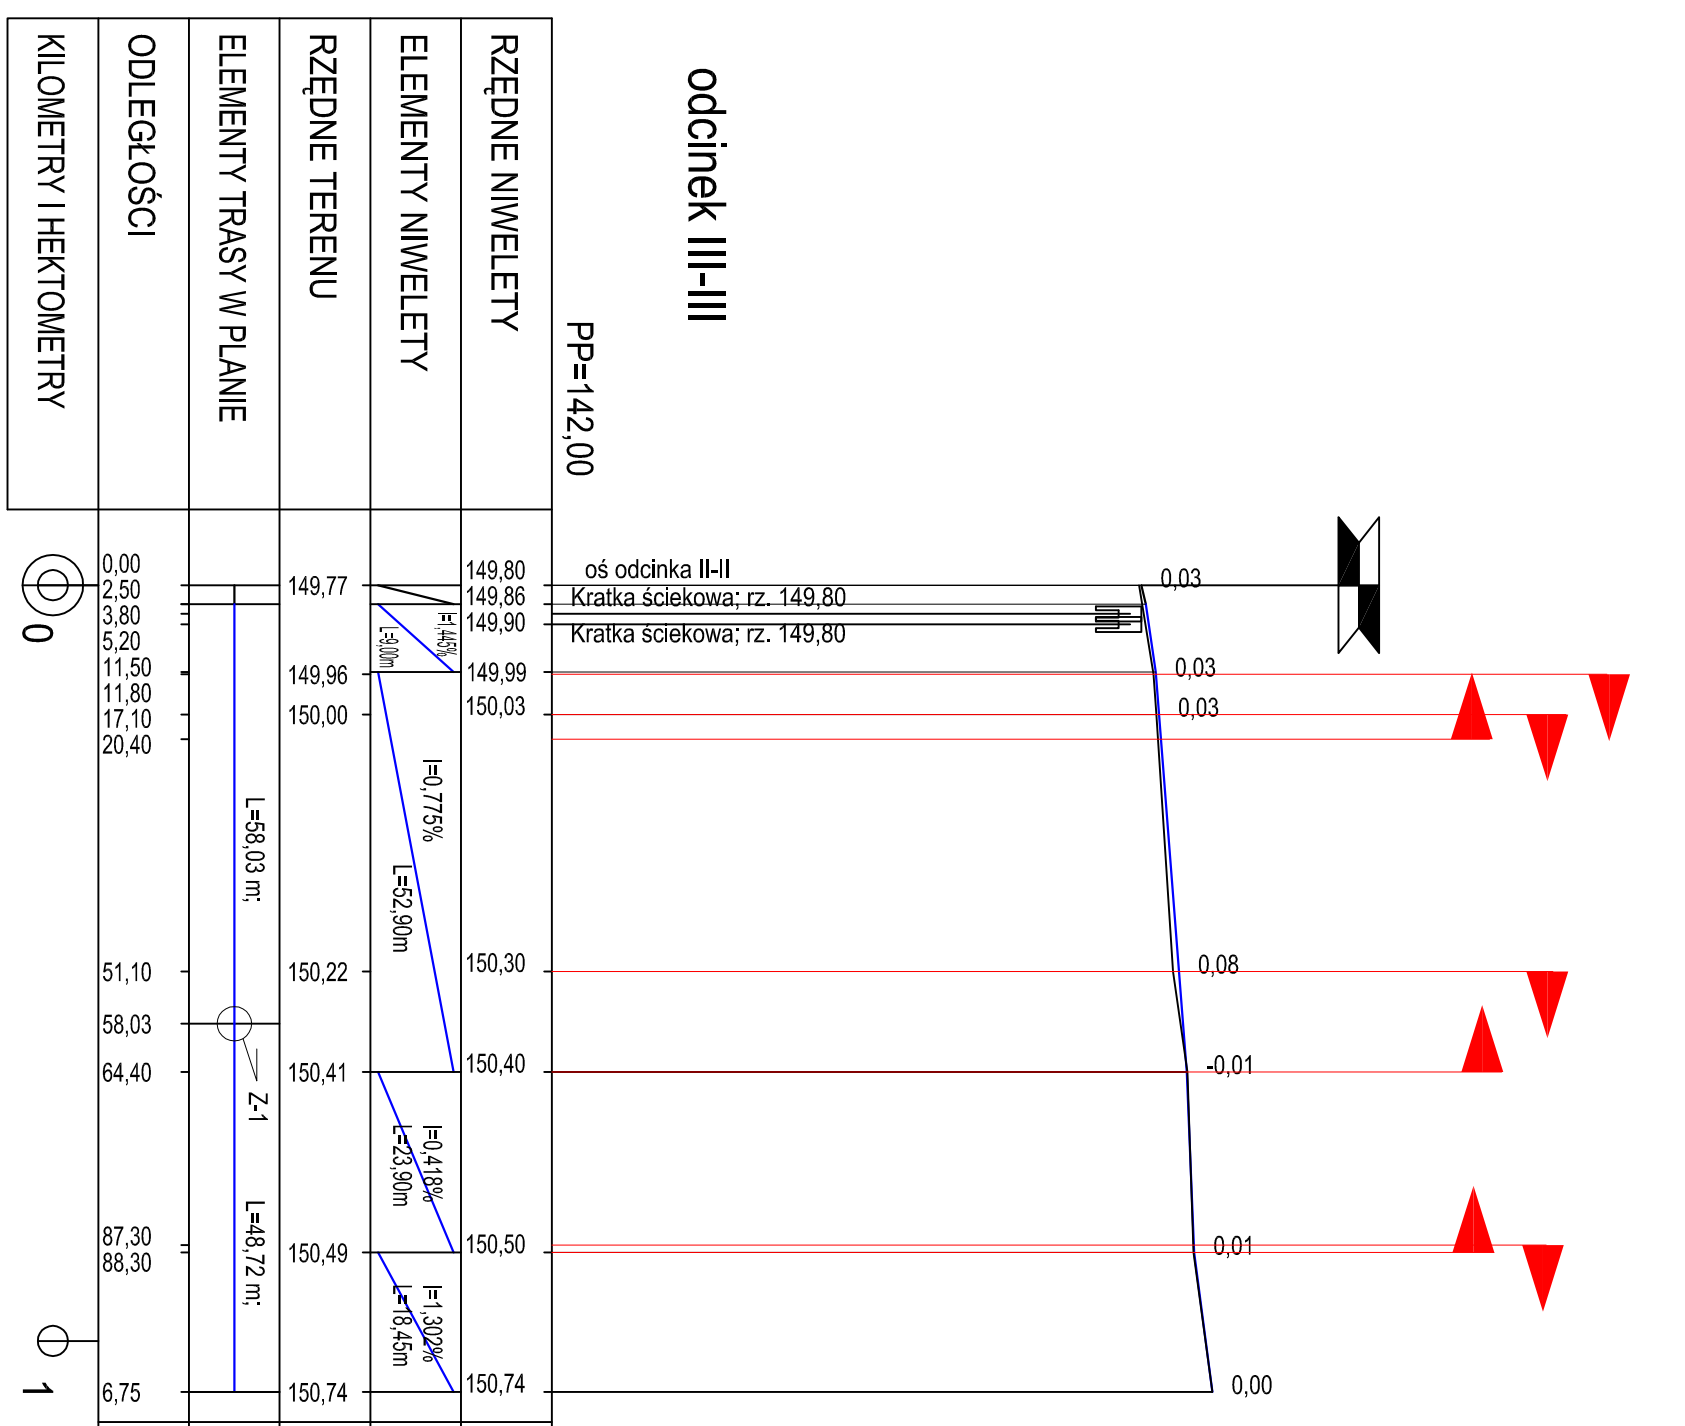 odcinek III-III
PP=142,00
RZĘDNE NIWELETY
149,80
149,86
149,90
149,99
150,03
150,30
150,40
150,50
150,74
ELEMENTY NIWELETY
I=1,445%
L=9,00m
I=0,775%
L=52,90m
I=0,418%
L=23,90m
I=1,302%
L=18,45m
RZĘDNE TERENU
149,77
149,96
150,00
150,22
150,41
150,49
150,74
ELEMENTY TRASY W PLANIE
L=58,03 m;
Z-1
L=48,72 m;
ODLEGŁOŚCI
0,00
2,50
3,80
5,20
11,50
11,80
17,10
20,40
51,10
58,03
64,40
87,30
88,30
6,75
KILOMETRY I HEKTOMETRY
0
1
oś odcinka II-II
Kratka ściekowa; rz. 149,80
Kratka ściekowa; rz. 149,80
0,03
0,03
0,03
0,08
-0,01
0,01
0,00